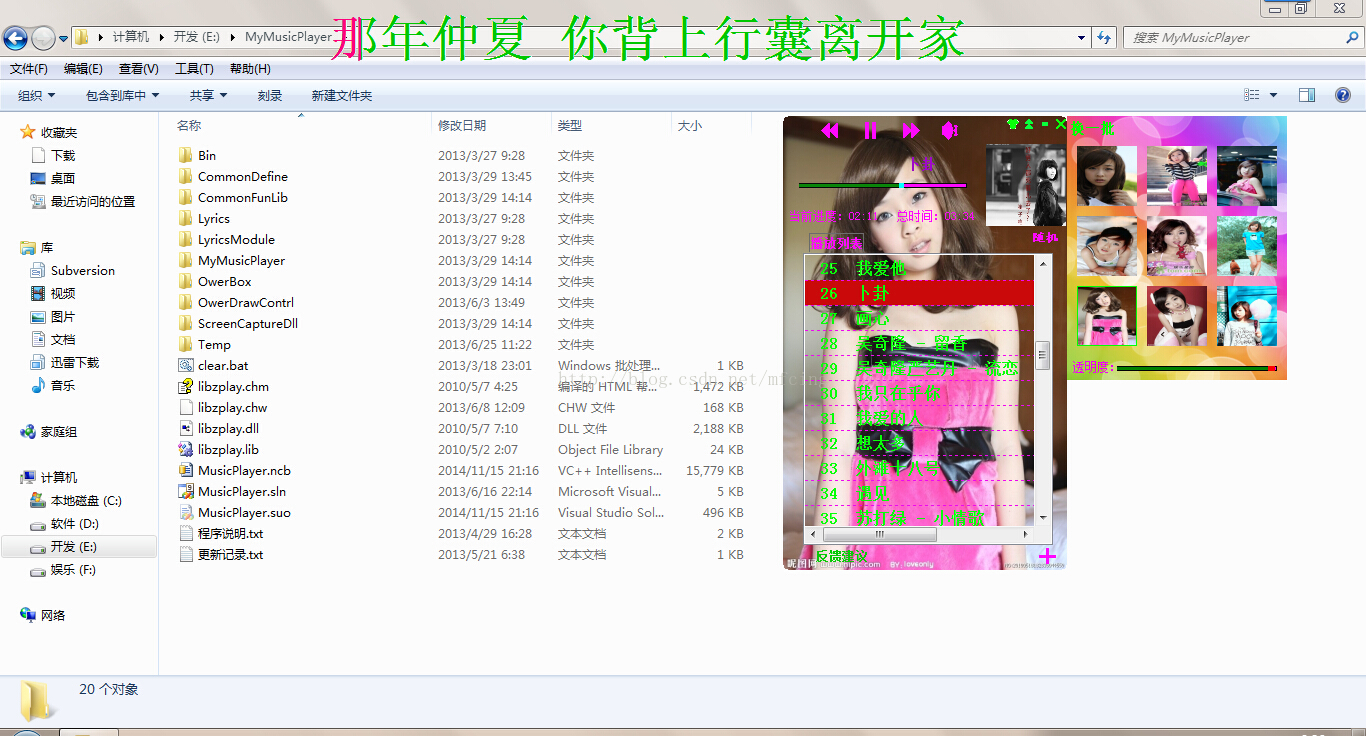 那年仲夏 你背上行囊离开家
计算机 开发 (E:) MyMusicPlayer
搜索 MyMusicPlayer
文件(F) 编辑(E) 查看(V) 工具(T) 帮助(H)
组织 包含到库中 共享 刻录 新建文件夹
收藏夹
下载
桌面
最近访问的位置
库
Subversion
视频
图片
文档
迅雷下载
音乐
家庭组
计算机
本地磁盘 (C:)
软件 (D:)
开发 (E:)
娱乐 (F:)
网络
名称 修改日期 类型 大小
Bin 2013/3/27 9:28 文件夹
CommonDefine 2013/3/29 13:45 文件夹
CommonFunLib 2013/3/29 14:14 文件夹
Lyrics 2013/3/27 9:28 文件夹
LyricsModule 2013/3/27 9:28 文件夹
MyMusicPlayer 2013/3/29 14:14 文件夹
OwerBox 2013/3/29 14:14 文件夹
OwerDrawContrl 2013/6/3 13:49 文件夹
ScreenCaptureDll 2013/3/29 14:14 文件夹
Temp 2013/6/25 11:22 文件夹
clear.bat 2013/3/18 23:01 Windows 批处理... 1 KB
libzplay.chm 2010/5/7 4:25 编译的 HTML 帮... 1,472 KB
libzplay.chw 2013/6/8 12:09 CHW 文件 168 KB
libzplay.dll 2010/5/7 7:10 DLL 文件 2,188 KB
libzplay.lib 2010/5/2 2:07 Object File Library 24 KB
MusicPlayer.ncb 2014/11/15 21:16 VC++ Intellisens... 15,779 KB
MusicPlayer.sln 2013/6/16 22:14 Microsoft Visual... 5 KB
MusicPlayer.suo 2014/11/15 21:16 Visual Studio Sol... 496 KB
程序说明.txt 2013/4/29 16:28 文本文档 2 KB
更新记录.txt 2013/5/21 6:38 文本文档 1 KB
卜卦
当前进度: 02: 总时间:
随机
播放列表
25 我爱他
26 卜卦
27 画心
28 吴奇隆 - 留香
29 吴奇隆严艺丹 - 流恋
30 我只在乎你
31 我爱的人
32 想太多
33 外滩十八号
34 遇见
35 苏打绿 - 小情歌
反馈建议
换一批
透明度:
20 个对象